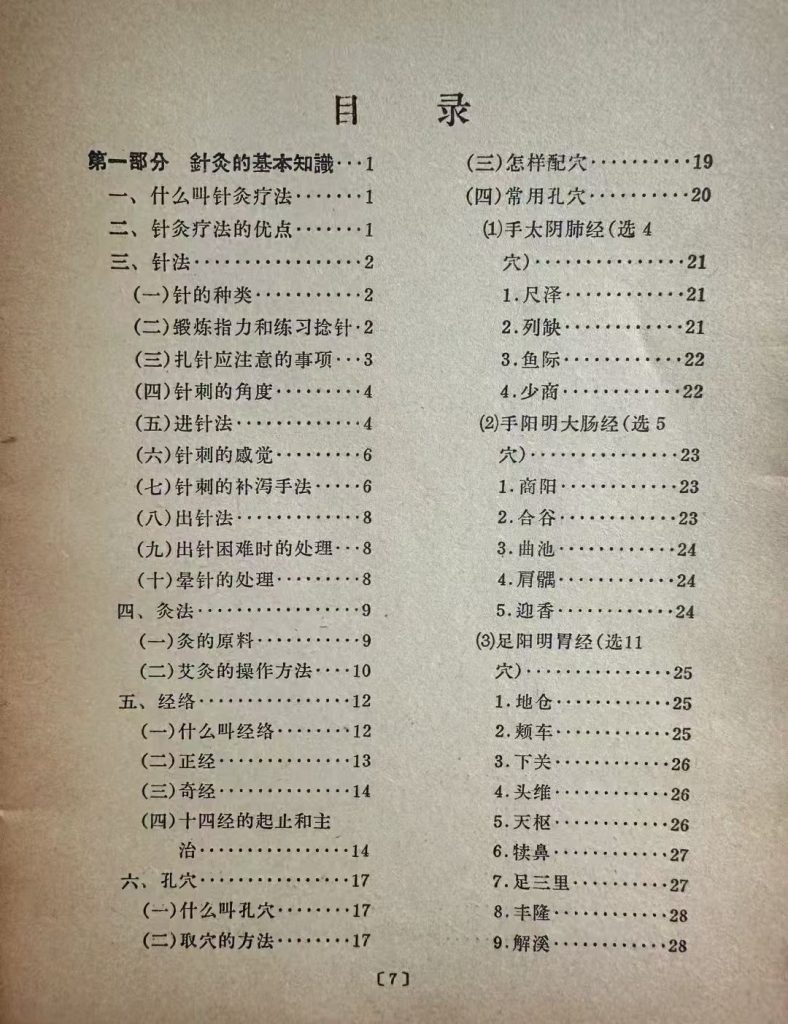 目 录
第一部分 針灸的基本知識···1
一、什么叫针灸疗法·······1
二、针灸疗法的优点·······1
三、针法················2
(一)针的种类···········2
(二)锻炼指力和练习捻针·2
(三)扎针应注意的事项···3
(四)针刺的角度·········4
(五)进针法·············4
(六)针刺的感觉·········6
(七)针刺的补泻手法·····6
(八)出针法·············8
(九)出针困难时的处理···8
(十)晕针的处理·········8
四、灸法················9
(一)灸的原料···········9
(二)艾灸的操作方法····10
五、经络···············12
(一)什么叫经络········12
(二)正经··············13
(三)奇经··············14
(四)十四经的起止和主
治················14
六、孔穴···············17
(一)什么叫孔穴········17
(二)取穴的方法········17
(三)怎样配穴··········19
(四)常用孔穴··········20
⑴手太阴肺经(选4
穴)···············21
1.尺泽············21
2.列缺············21
3.鱼际············22
4.少商············22
⑵手阳明大肠经(选5
穴)···············23
1.商阳············23
2.合谷············23
3.曲池············24
4.肩髃············24
5.迎香············24
⑶足阳明胃经(选11
穴)···············25
1.地仓············25
2.颊车············25
3.下关············26
4.头维············26
5.天枢············26
6.犊鼻············27
7.足三里··········27
8.丰隆············28
9.解溪············28
〔7〕